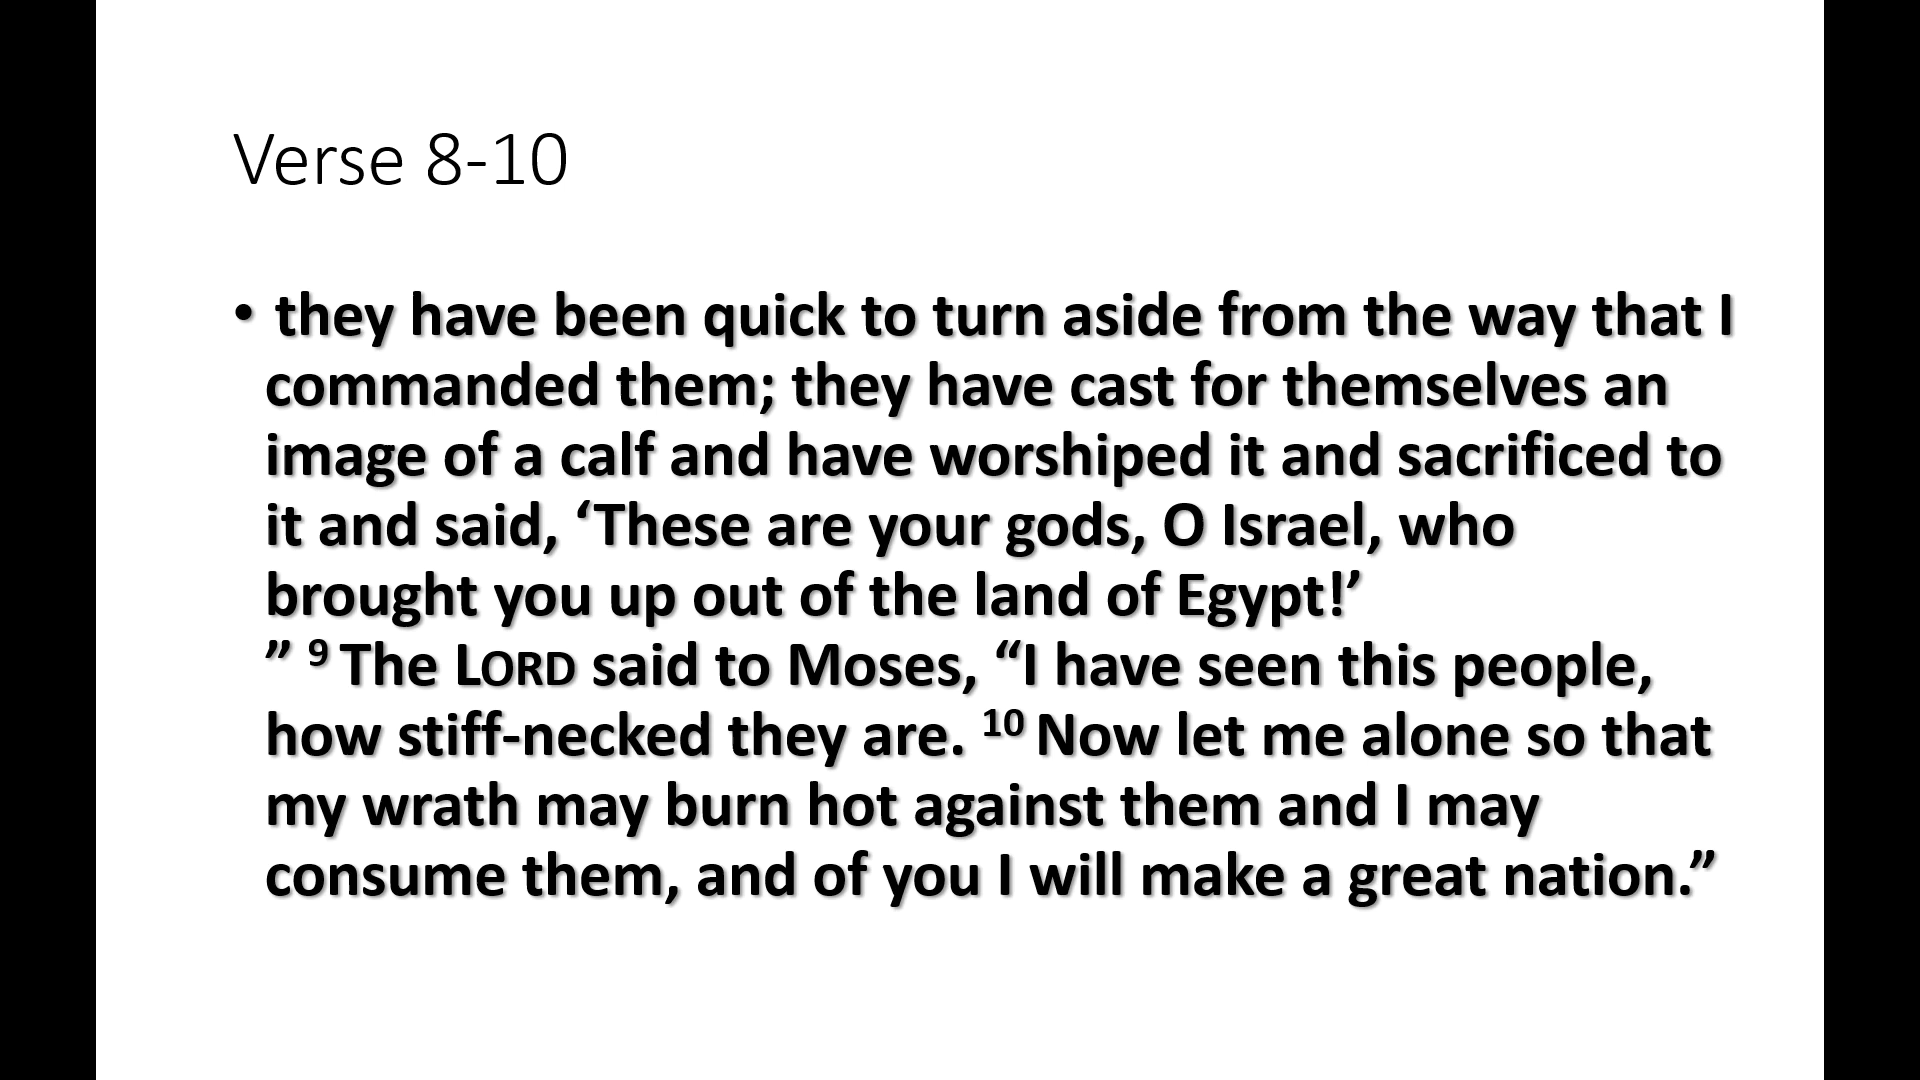 Verse 8-10
• they have been quick to turn aside from the way that I
commanded them; they have cast for themselves an
image of a calf and have worshiped it and sacrificed to
it and said, ‘These are your gods, O Israel, who
brought you up out of the land of Egypt!’
” 9 The LORD said to Moses, “I have seen this people,
how stiff-necked they are. 10 Now let me alone so that
my wrath may burn hot against them and I may
consume them, and of you I will make a great nation.”